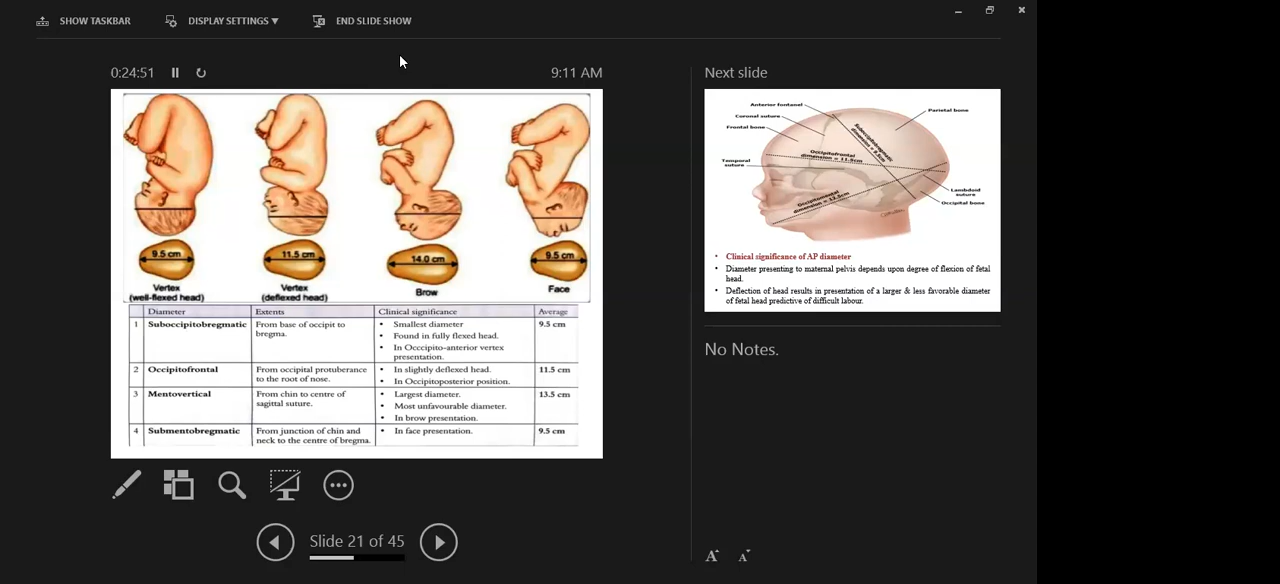 SHOW TASKBAR
DISPLAY SETTINGS ▼
END SLIDE SHOW
0:24:51
9:11 AM
9.5 cm
11.5 cm
14.0 cm
9.5 cm
Vertex
(well-flexed head)
Vertex
(deflexed head)
Brow
Face
Diameter Extents Clinical significance Average
1 Suboccipitobregmatic From base of occipit to bregma. • Smallest diameter 9.5 cm
• Found in fully flexed head.
• In Occcipito-anterior vertex presentation.
2 Occipitofrontal From occipital protuberance to the root of nose. • In slightly deflexed head. 11.5 cm
• In Occipitoposterior position.
3 Mentovertical From chin to centre of sagittal suture. • Largest diameter. 13.5 cm
• Most unfavourable diameter.
• In brow presentation.
4 Submentobregmatic From junction of chin and neck to the centre of bregma. • In face presentation. 9.5 cm
Slide 21 of 45
Next slide
Anterior fontanel
Coronal suture
Frontal bone
Temporal
suture
Parietal bone
Occipitofrontal
dimension = 11.5cm
Lambdoid
suture
Occipital bone
• Clinical significance of AP diameter
• Diameter presenting to maternal pelvis depends upon degree of flexion of fetal
head.
• Deflection of head results in presentation of a larger & less favorable diameter
of fetal head predictive of difficult labour.
No Notes.
A A